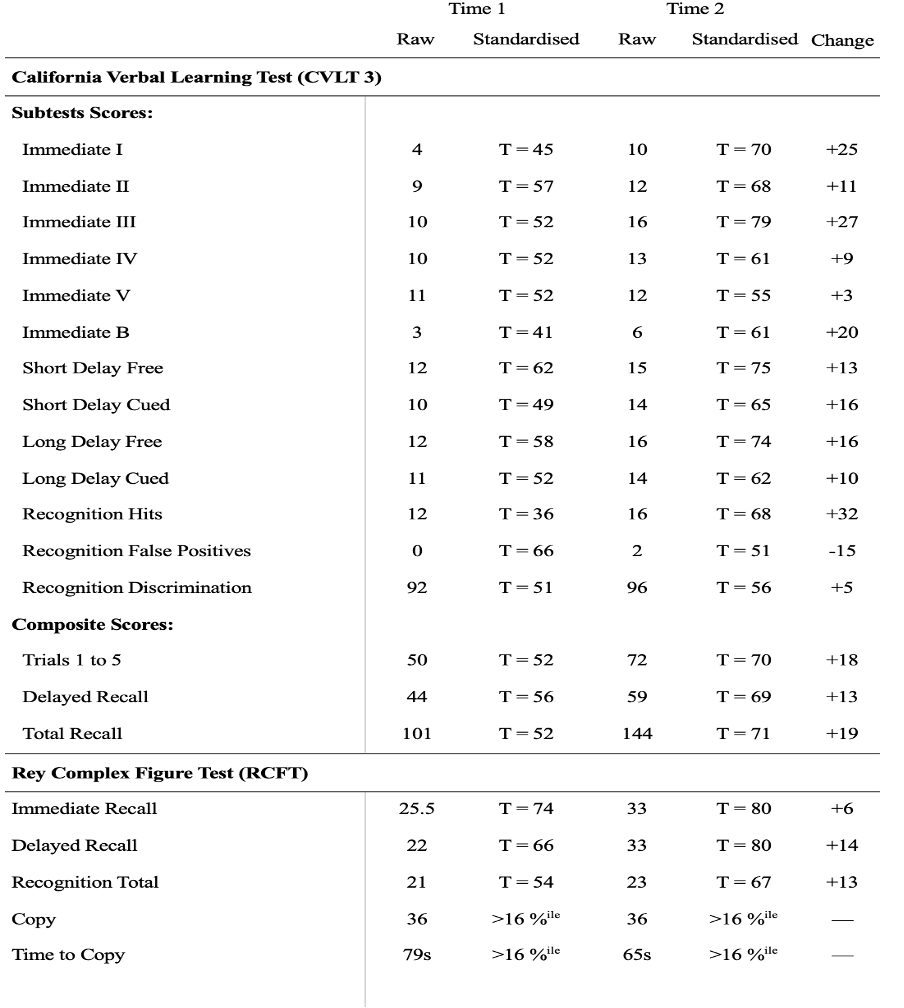 Time 1 Time 2
Raw Standardised Raw Standardised Change
California Verbal Learning Test (CVLT 3)
Subtests Scores:
Immediate I 4 T = 45 10 T = 70 +25
Immediate II 9 T = 57 12 T = 68 +11
Immediate III 10 T = 52 16 T = 79 +27
Immediate IV 10 T = 52 13 T = 61 +9
Immediate V 11 T = 52 12 T = 55 +3
Immediate B 3 T = 41 6 T = 61 +20
Short Delay Free 12 T = 62 15 T = 75 +13
Short Delay Cued 10 T = 49 14 T = 65 +16
Long Delay Free 12 T = 58 16 T = 74 +16
Long Delay Cued 11 T = 52 14 T = 62 +10
Recognition Hits 12 T = 36 16 T = 68 +32
Recognition False Positives 0 T = 66 2 T = 51 -15
Recognition Discrimination 92 T = 51 96 T = 56 +5
Composite Scores:
Trials 1 to 5 50 T = 52 72 T = 70 +18
Delayed Recall 44 T = 56 59 T = 69 +13
Total Recall 101 T = 52 144 T = 71 +19
Rey Complex Figure Test (RCFT)
Immediate Recall 25.5 T = 74 33 T = 80 +6
Delayed Recall 22 T = 66 33 T = 80 +14
Recognition Total 21 T = 54 23 T = 67 +13
Copy 36 >16 %ile 36 >16 %ile —
Time to Copy 79s >16 %ile 65s >16 %ile —